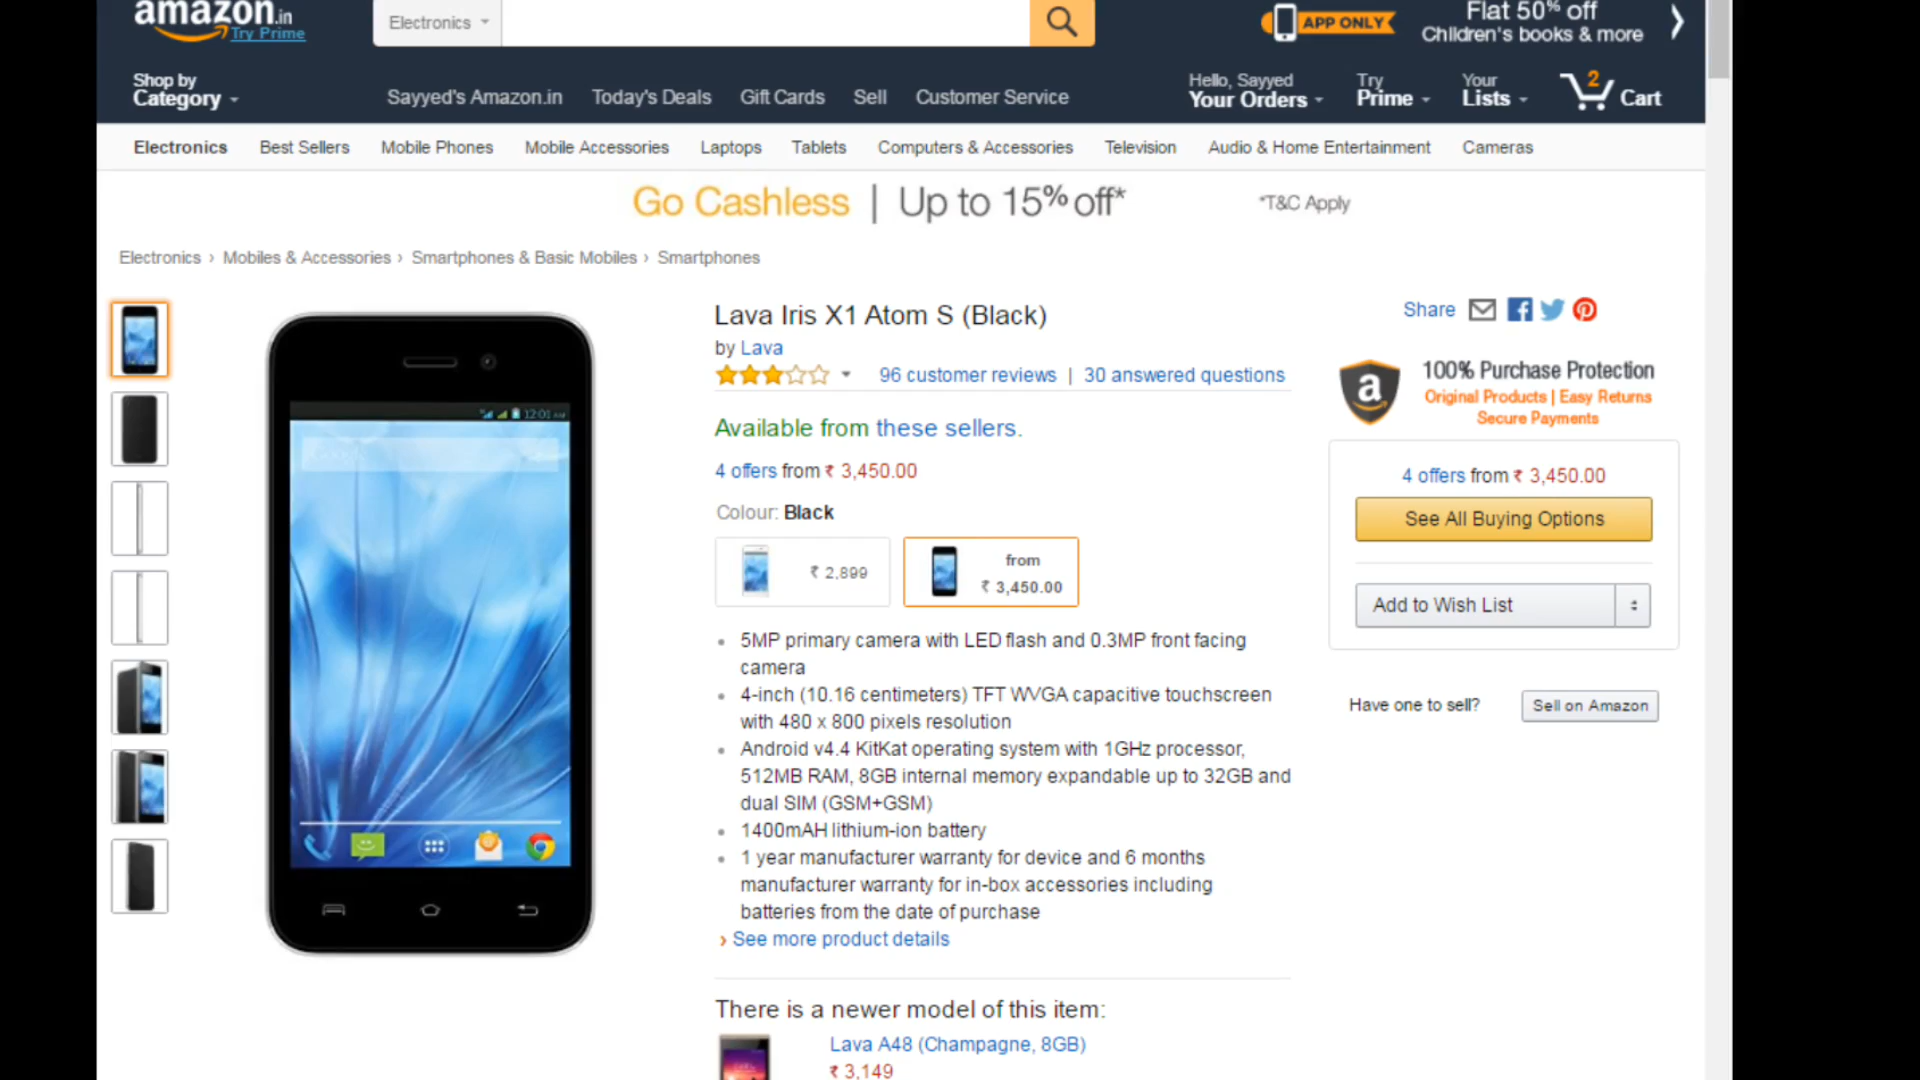 amazon.in
Try Prime
Electronics
APP ONLY
Flat 50% off
Children's books & more
Shop by
Category
Sayyed's Amazon.in
Today's Deals
Gift Cards
Sell
Customer Service
Hello, Sayyed
Your Orders
Try
Prime
Your
Lists
2
Cart
Electronics
Best Sellers
Mobile Phones
Mobile Accessories
Laptops
Tablets
Computers & Accessories
Television
Audio & Home Entertainment
Cameras
Go Cashless | Up to 15% off*
*T&C Apply
Electronics › Mobiles & Accessories › Smartphones & Basic Mobiles › Smartphones
12:01 AM
Lava Iris X1 Atom S (Black)
by Lava
96 customer reviews | 30 answered questions
Available from these sellers.
4 offers from ₹ 3,450.00
Colour: Black
₹ 2,899
from
₹ 3,450.00
• 5MP primary camera with LED flash and 0.3MP front facing
camera
• 4-inch (10.16 centimeters) TFT WVGA capacitive touchscreen
with 480 x 800 pixels resolution
• Android v4.4 KitKat operating system with 1GHz processor,
512MB RAM, 8GB internal memory expandable up to 32GB and
dual SIM (GSM+GSM)
• 1400mAH lithium-ion battery
• 1 year manufacturer warranty for device and 6 months
manufacturer warranty for in-box accessories including
batteries from the date of purchase
› See more product details
There is a newer model of this item:
Lava A48 (Champagne, 8GB)
₹ 3,149
Share
a
100% Purchase Protection
Original Products | Easy Returns
Secure Payments
4 offers from ₹ 3,450.00
See All Buying Options
Add to Wish List
Have one to sell?
Sell on Amazon